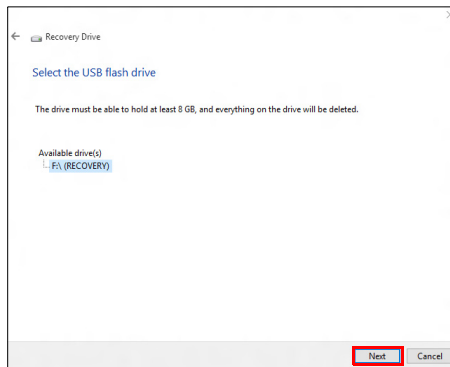 Recovery Drive
Select the USB flash drive
The drive must be able to hold at least 8 GB, and everything on the drive will be deleted.
Available drive(s)
F:\ (RECOVERY)
Next Cancel